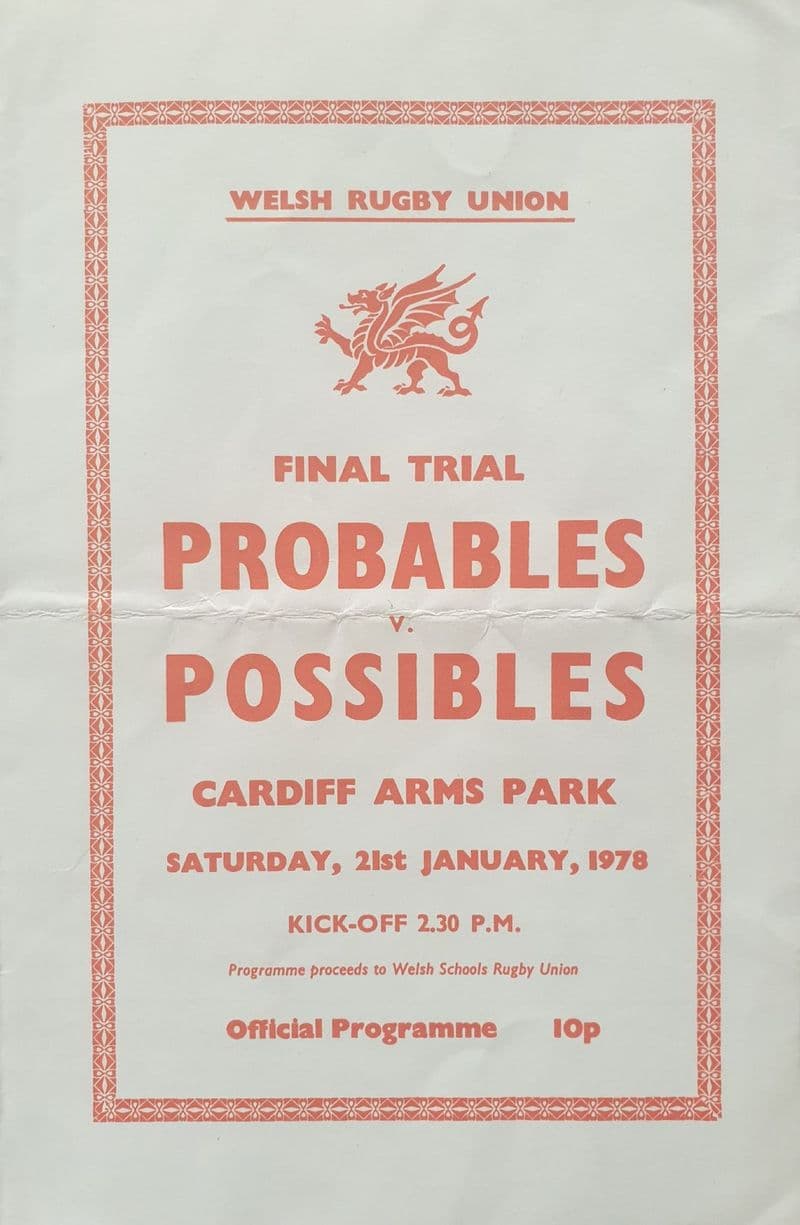 WELSH RUGBY UNION
FINAL TRIAL
PROBABLES
v.
POSSIBLES
CARDIFF ARMS PARK
SATURDAY, 21st JANUARY, 1978
KICK-OFF 2.30 P.M.
Programme proceeds to Welsh Schools Rugby Union
Official Programme 10p